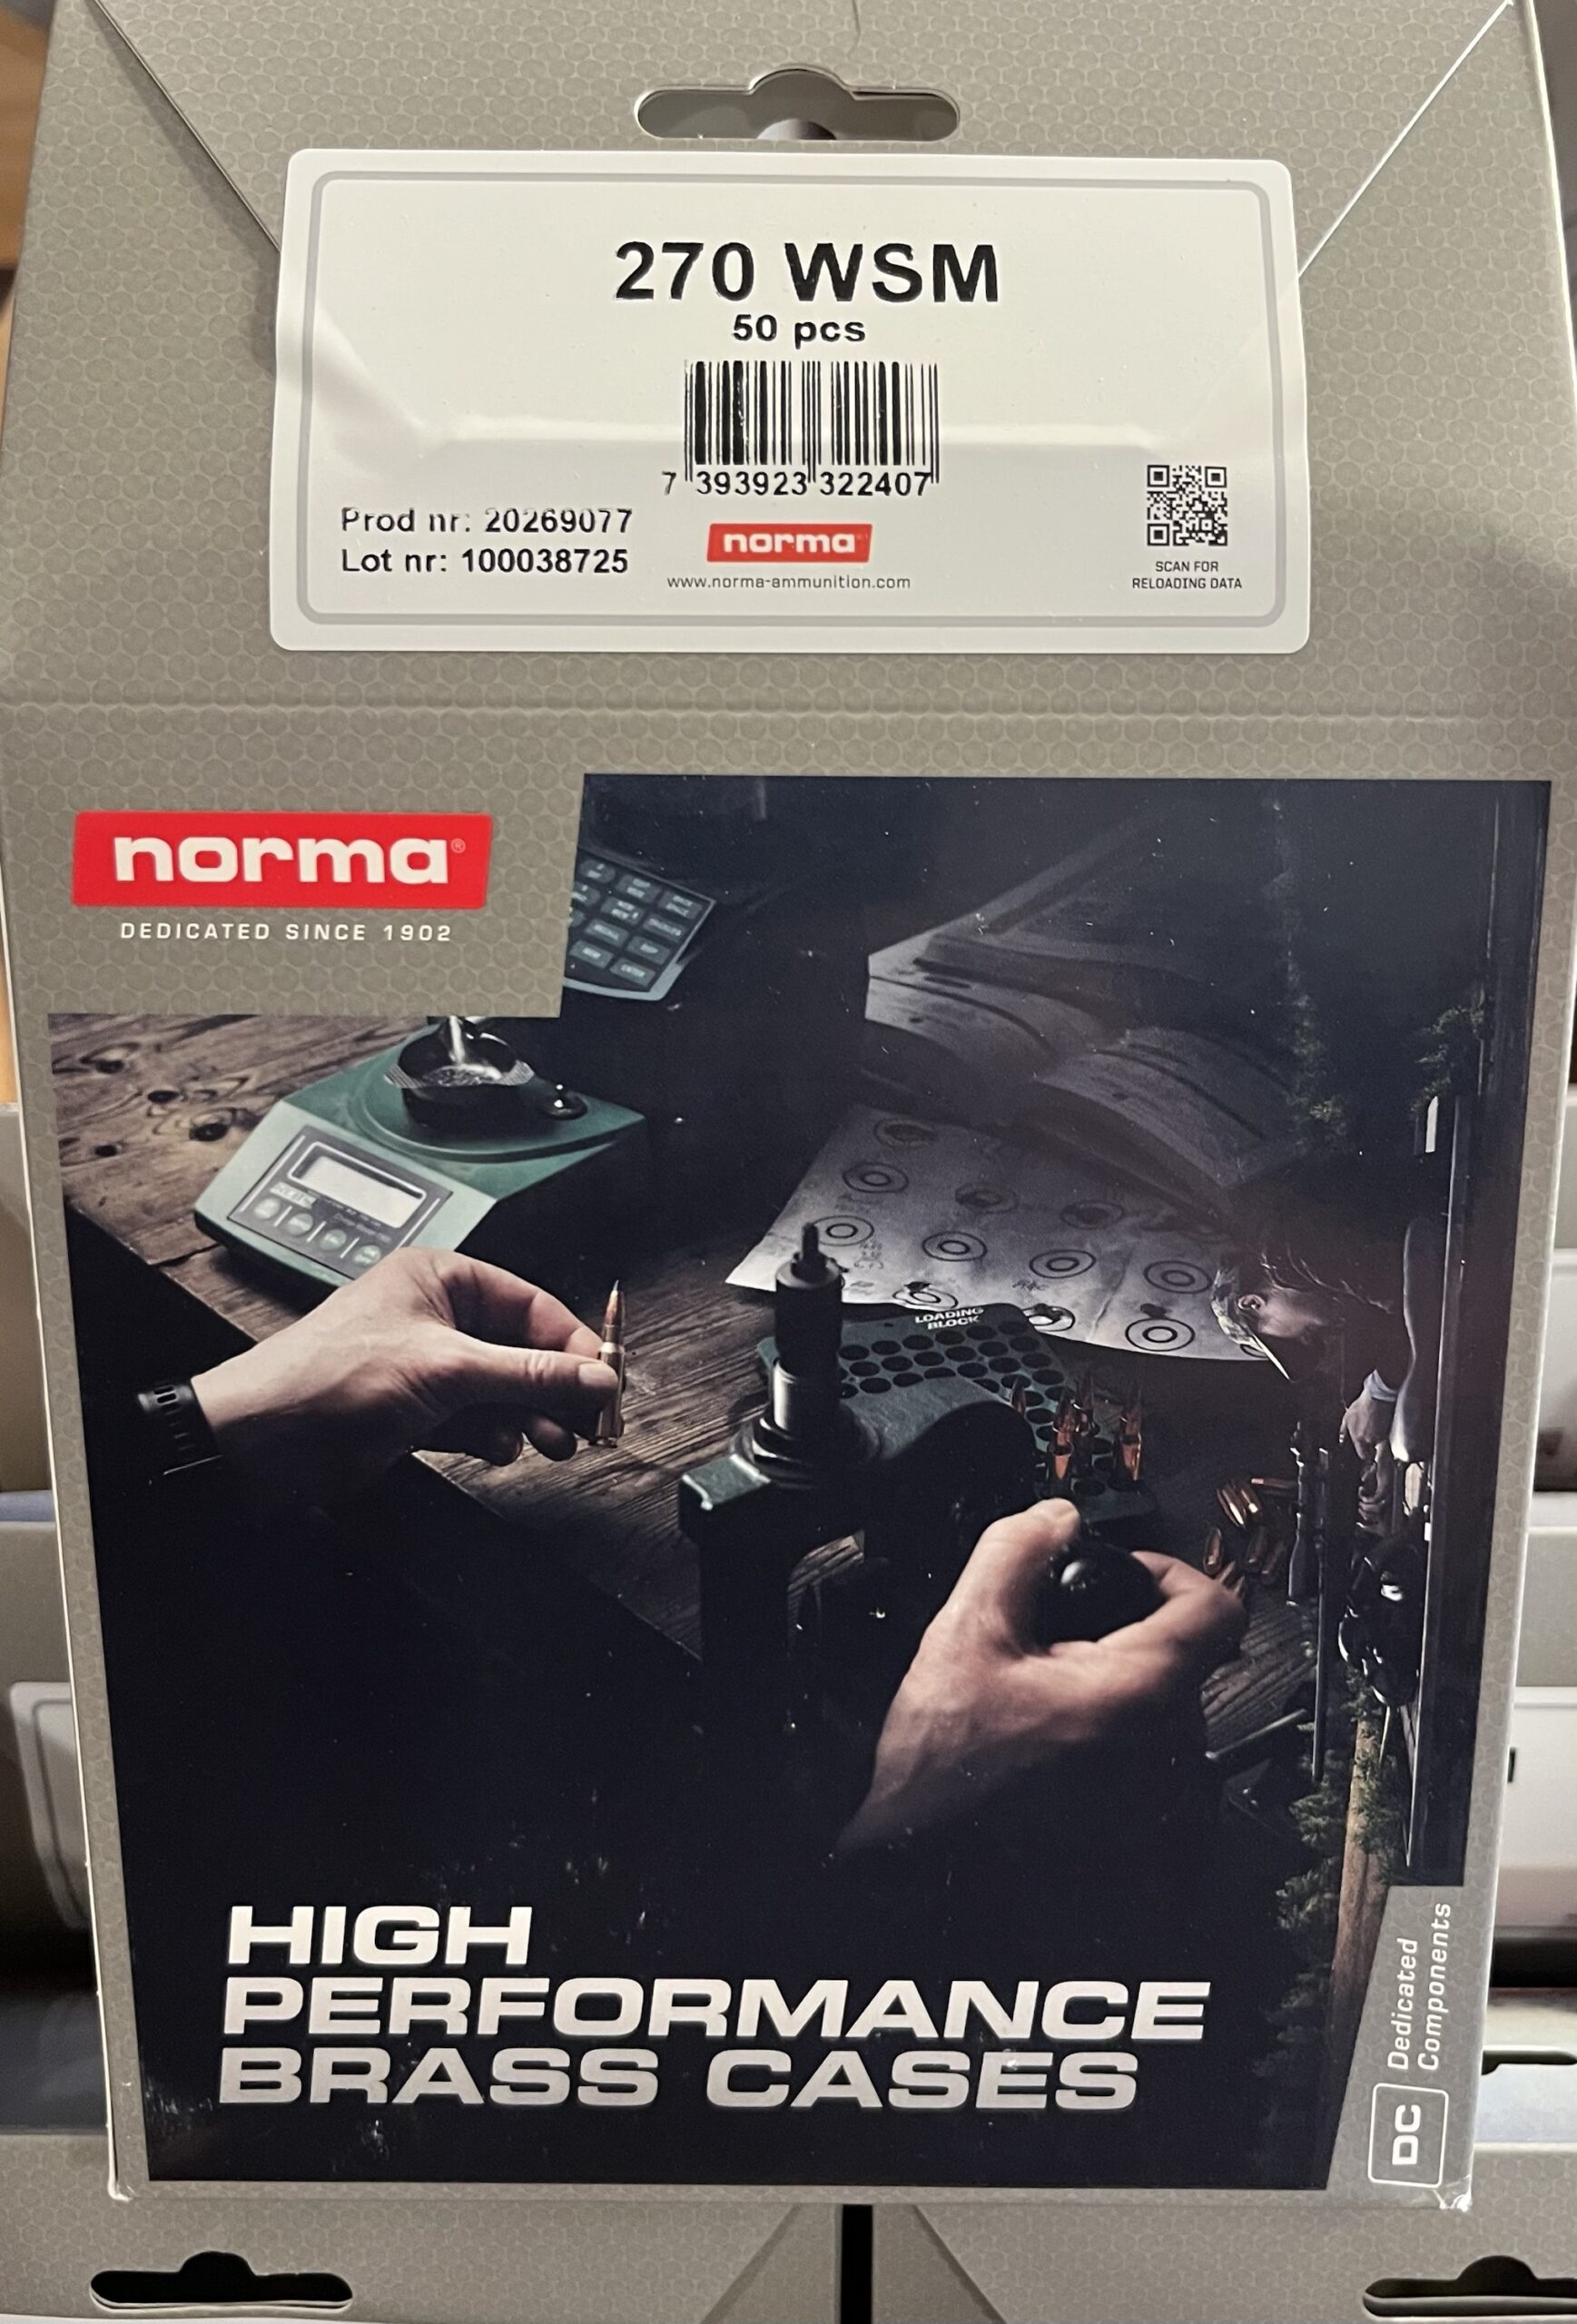 270 WSM
50 pcs
7 393923 322407
Prod nr: 20269077
Lot nr: 100038725
norma
www.norma-ammunition.com
SCAN FOR
RELOADING DATA
norma®
DEDICATED SINCE 1902
LOADING
BLOCK
HIGH
PERFORMANCE
BRASS CASES
DC
Dedicated
Components